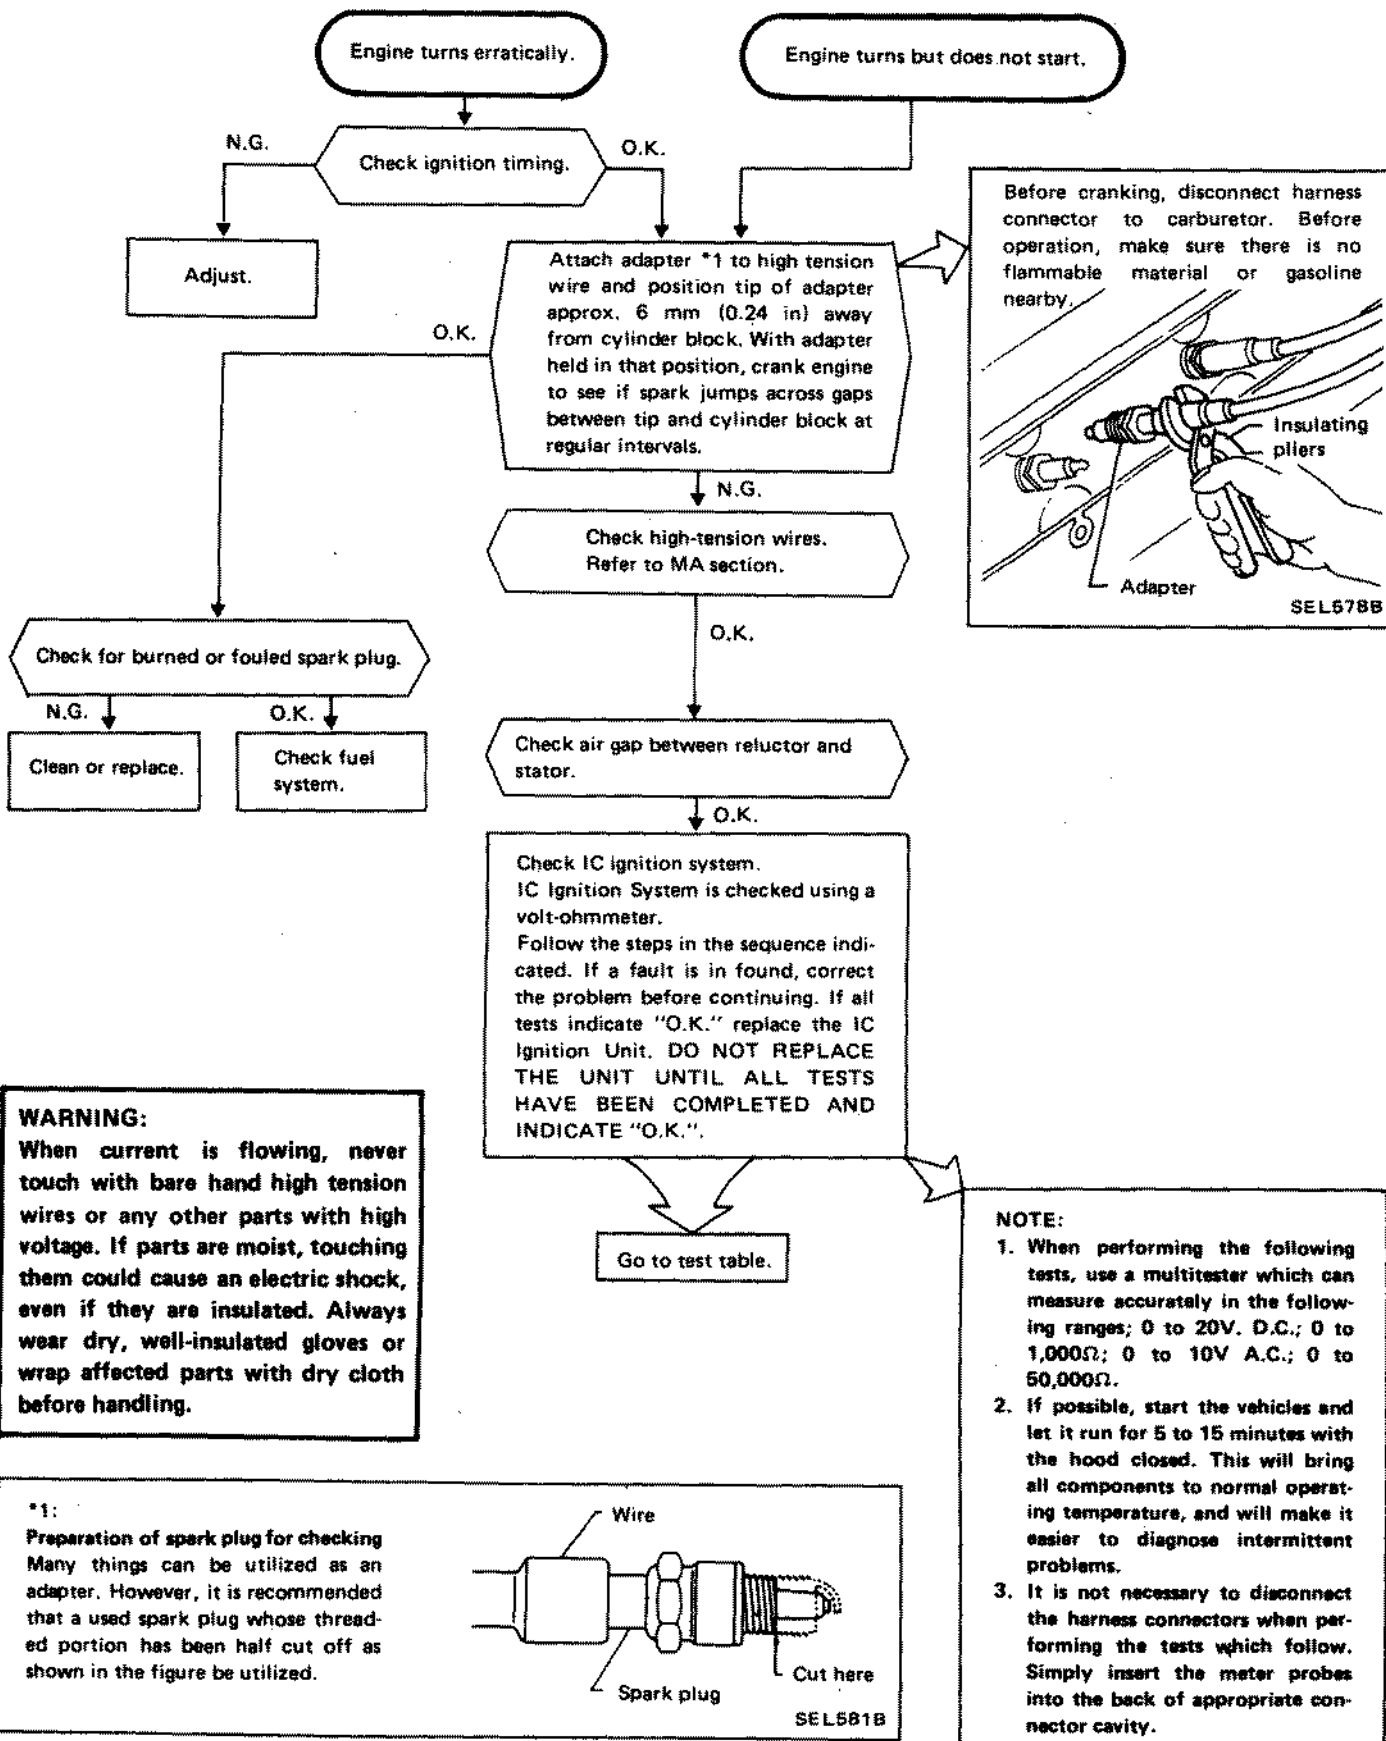 Engine turns erratically.
Engine turns but does not start.
N.G.
Check ignition timing.
O.K.
Adjust.
Before cranking, disconnect harness
connector to carburetor. Before
operation, make sure there is no
flammable material or gasoline
nearby.
Insulating
pliers
Adapter
SEL578B
Attach adapter *1 to high tension
wire and position tip of adapter
approx. 6 mm (0.24 in) away
from cylinder block. With adapter
held in that position, crank engine
to see if spark jumps across gaps
between tip and cylinder block at
regular intervals.
O.K.
N.G.
Check high-tension wires.
Refer to MA section.
O.K.
Check for burned or fouled spark plug.
N.G.
O.K.
Clean or replace.
Check fuel
system.
Check air gap between reluctor and
stator.
O.K.
Check IC ignition system.
IC Ignition System is checked using a
volt-ohmmeter.
Follow the steps in the sequence indi-
cated. If a fault is in found, correct
the problem before continuing. If all
tests indicate "O.K." replace the IC
Ignition Unit. DO NOT REPLACE
THE UNIT UNTIL ALL TESTS
HAVE BEEN COMPLETED AND
INDICATE "O.K.".
Go to test table.
WARNING:
When current is flowing, never
touch with bare hand high tension
wires or any other parts with high
voltage. If parts are moist, touching
them could cause an electric shock,
even if they are insulated. Always
wear dry, well-insulated gloves or
wrap affected parts with dry cloth
before handling.
NOTE:
1. When performing the following
tests, use a multitester which can
measure accurately in the follow-
ing ranges; 0 to 20V. D.C.; 0 to
1,000Ω; 0 to 10V A.C.; 0 to
50,000Ω.
2. If possible, start the vehicles and
let it run for 5 to 15 minutes with
the hood closed. This will bring
all components to normal operat-
ing temperature, and will make it
easier to diagnose intermittent
problems.
3. It is not necessary to disconnect
the harness connectors when per-
forming the tests which follow.
Simply insert the meter probes
into the back of appropriate con-
nector cavity.
*1:
Preparation of spark plug for checking
Many things can be utilized as an
adapter. However, it is recommended
that a used spark plug whose thread-
ed portion has been half cut off as
shown in the figure be utilized.
Wire
Spark plug
Cut here
SEL581B